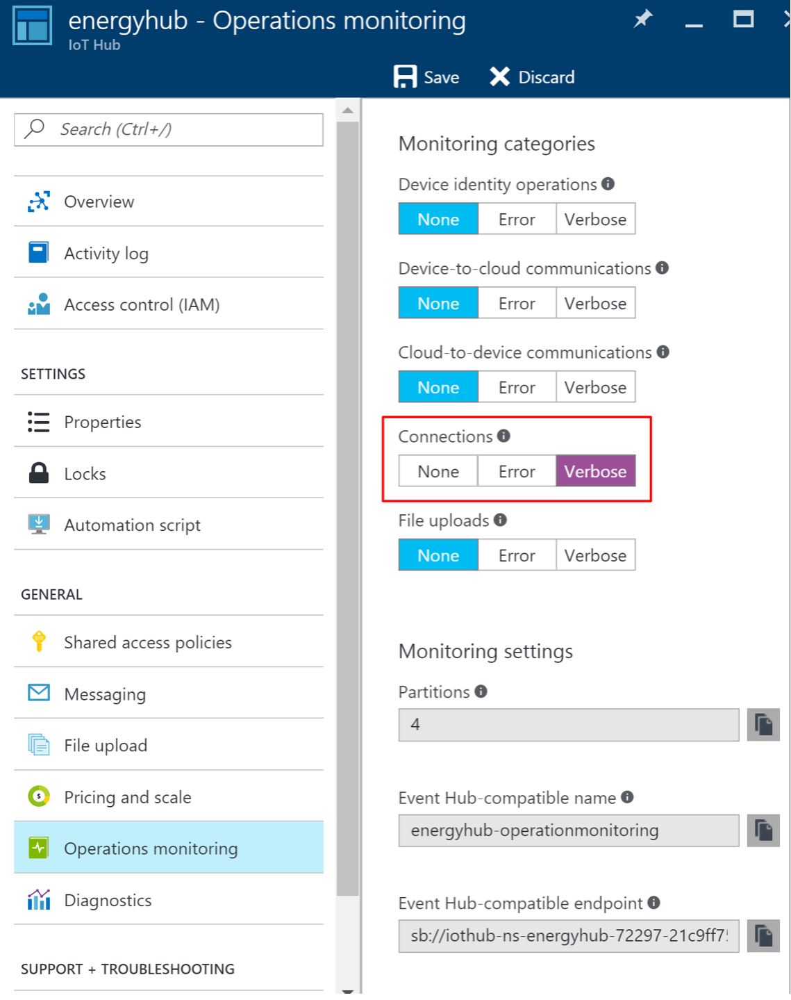 energyhub - Operations monitoring
IoT Hub
Save
Discard
Search (Ctrl+/)
Overview
Activity log
Access control (IAM)
SETTINGS
Properties
Locks
Automation script
GENERAL
Shared access policies
Messaging
File upload
Pricing and scale
Operations monitoring
Diagnostics
SUPPORT + TROUBLESHOOTING
Monitoring categories
Device identity operations
None Error Verbose
Device-to-cloud communications
None Error Verbose
Cloud-to-device communications
None Error Verbose
Connections
None Error Verbose
File uploads
None Error Verbose
Monitoring settings
Partitions
4
Event Hub-compatible name
energyhub-operationmonitoring
Event Hub-compatible endpoint
sb://iothub-ns-energyhub-72297-21c9ff7